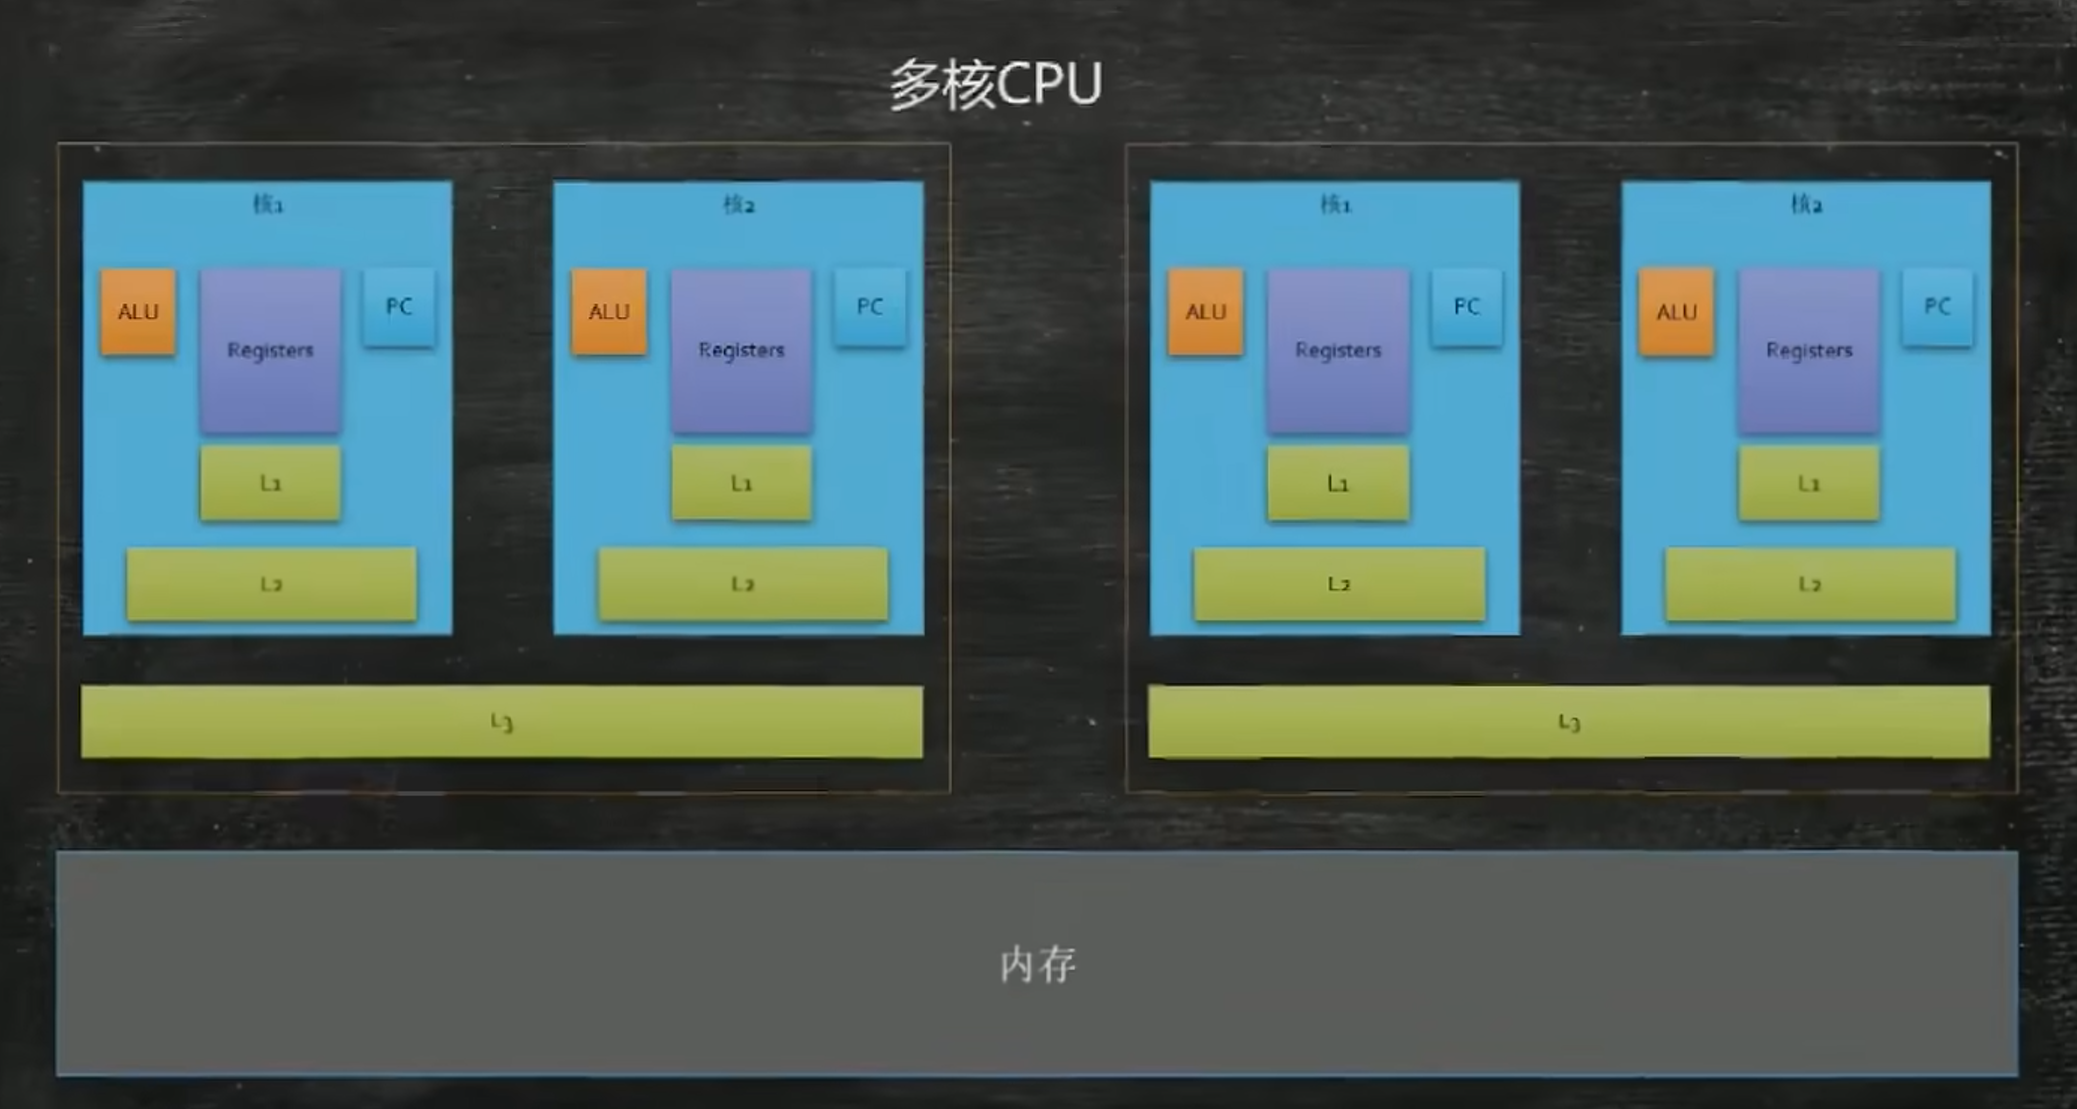 多核CPU
核1
ALU
Registers
PC
L1
L2
核2
ALU
Registers
PC
L1
L2
L3
核1
ALU
Registers
PC
L1
L2
核2
ALU
Registers
PC
L1
L2
L3
内存